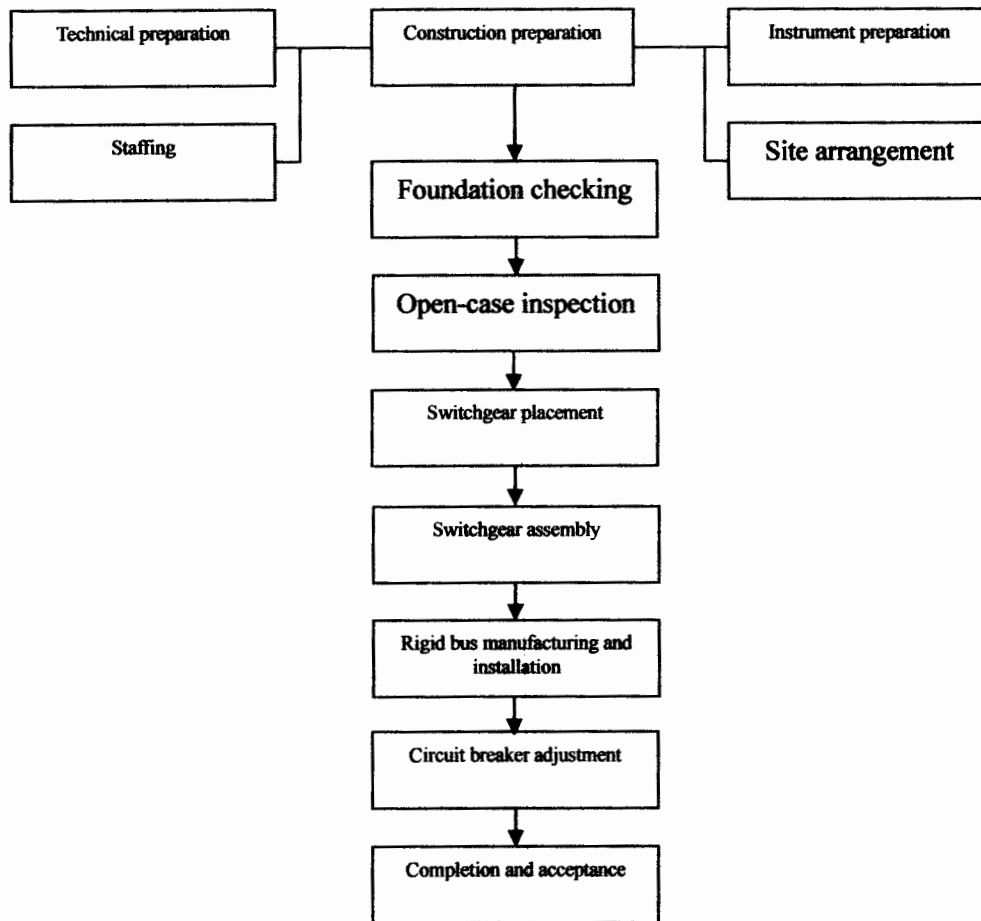 Technical preparation
Construction preparation
Instrument preparation
Staffing
Site arrangement
Foundation checking
Open-case inspection
Switchgear placement
Switchgear assembly
Rigid bus manufacturing and
installation
Circuit breaker adjustment
Completion and acceptance